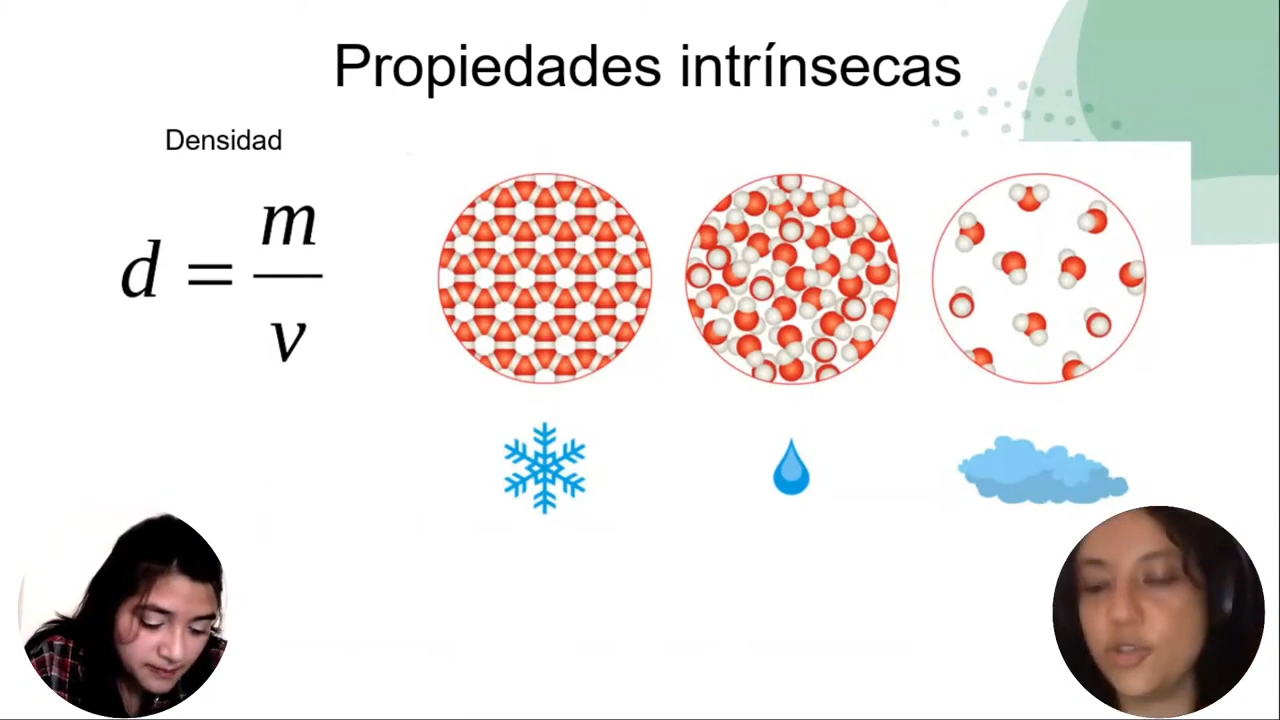 Propiedades intrínsecas
Densidad
d = m/v